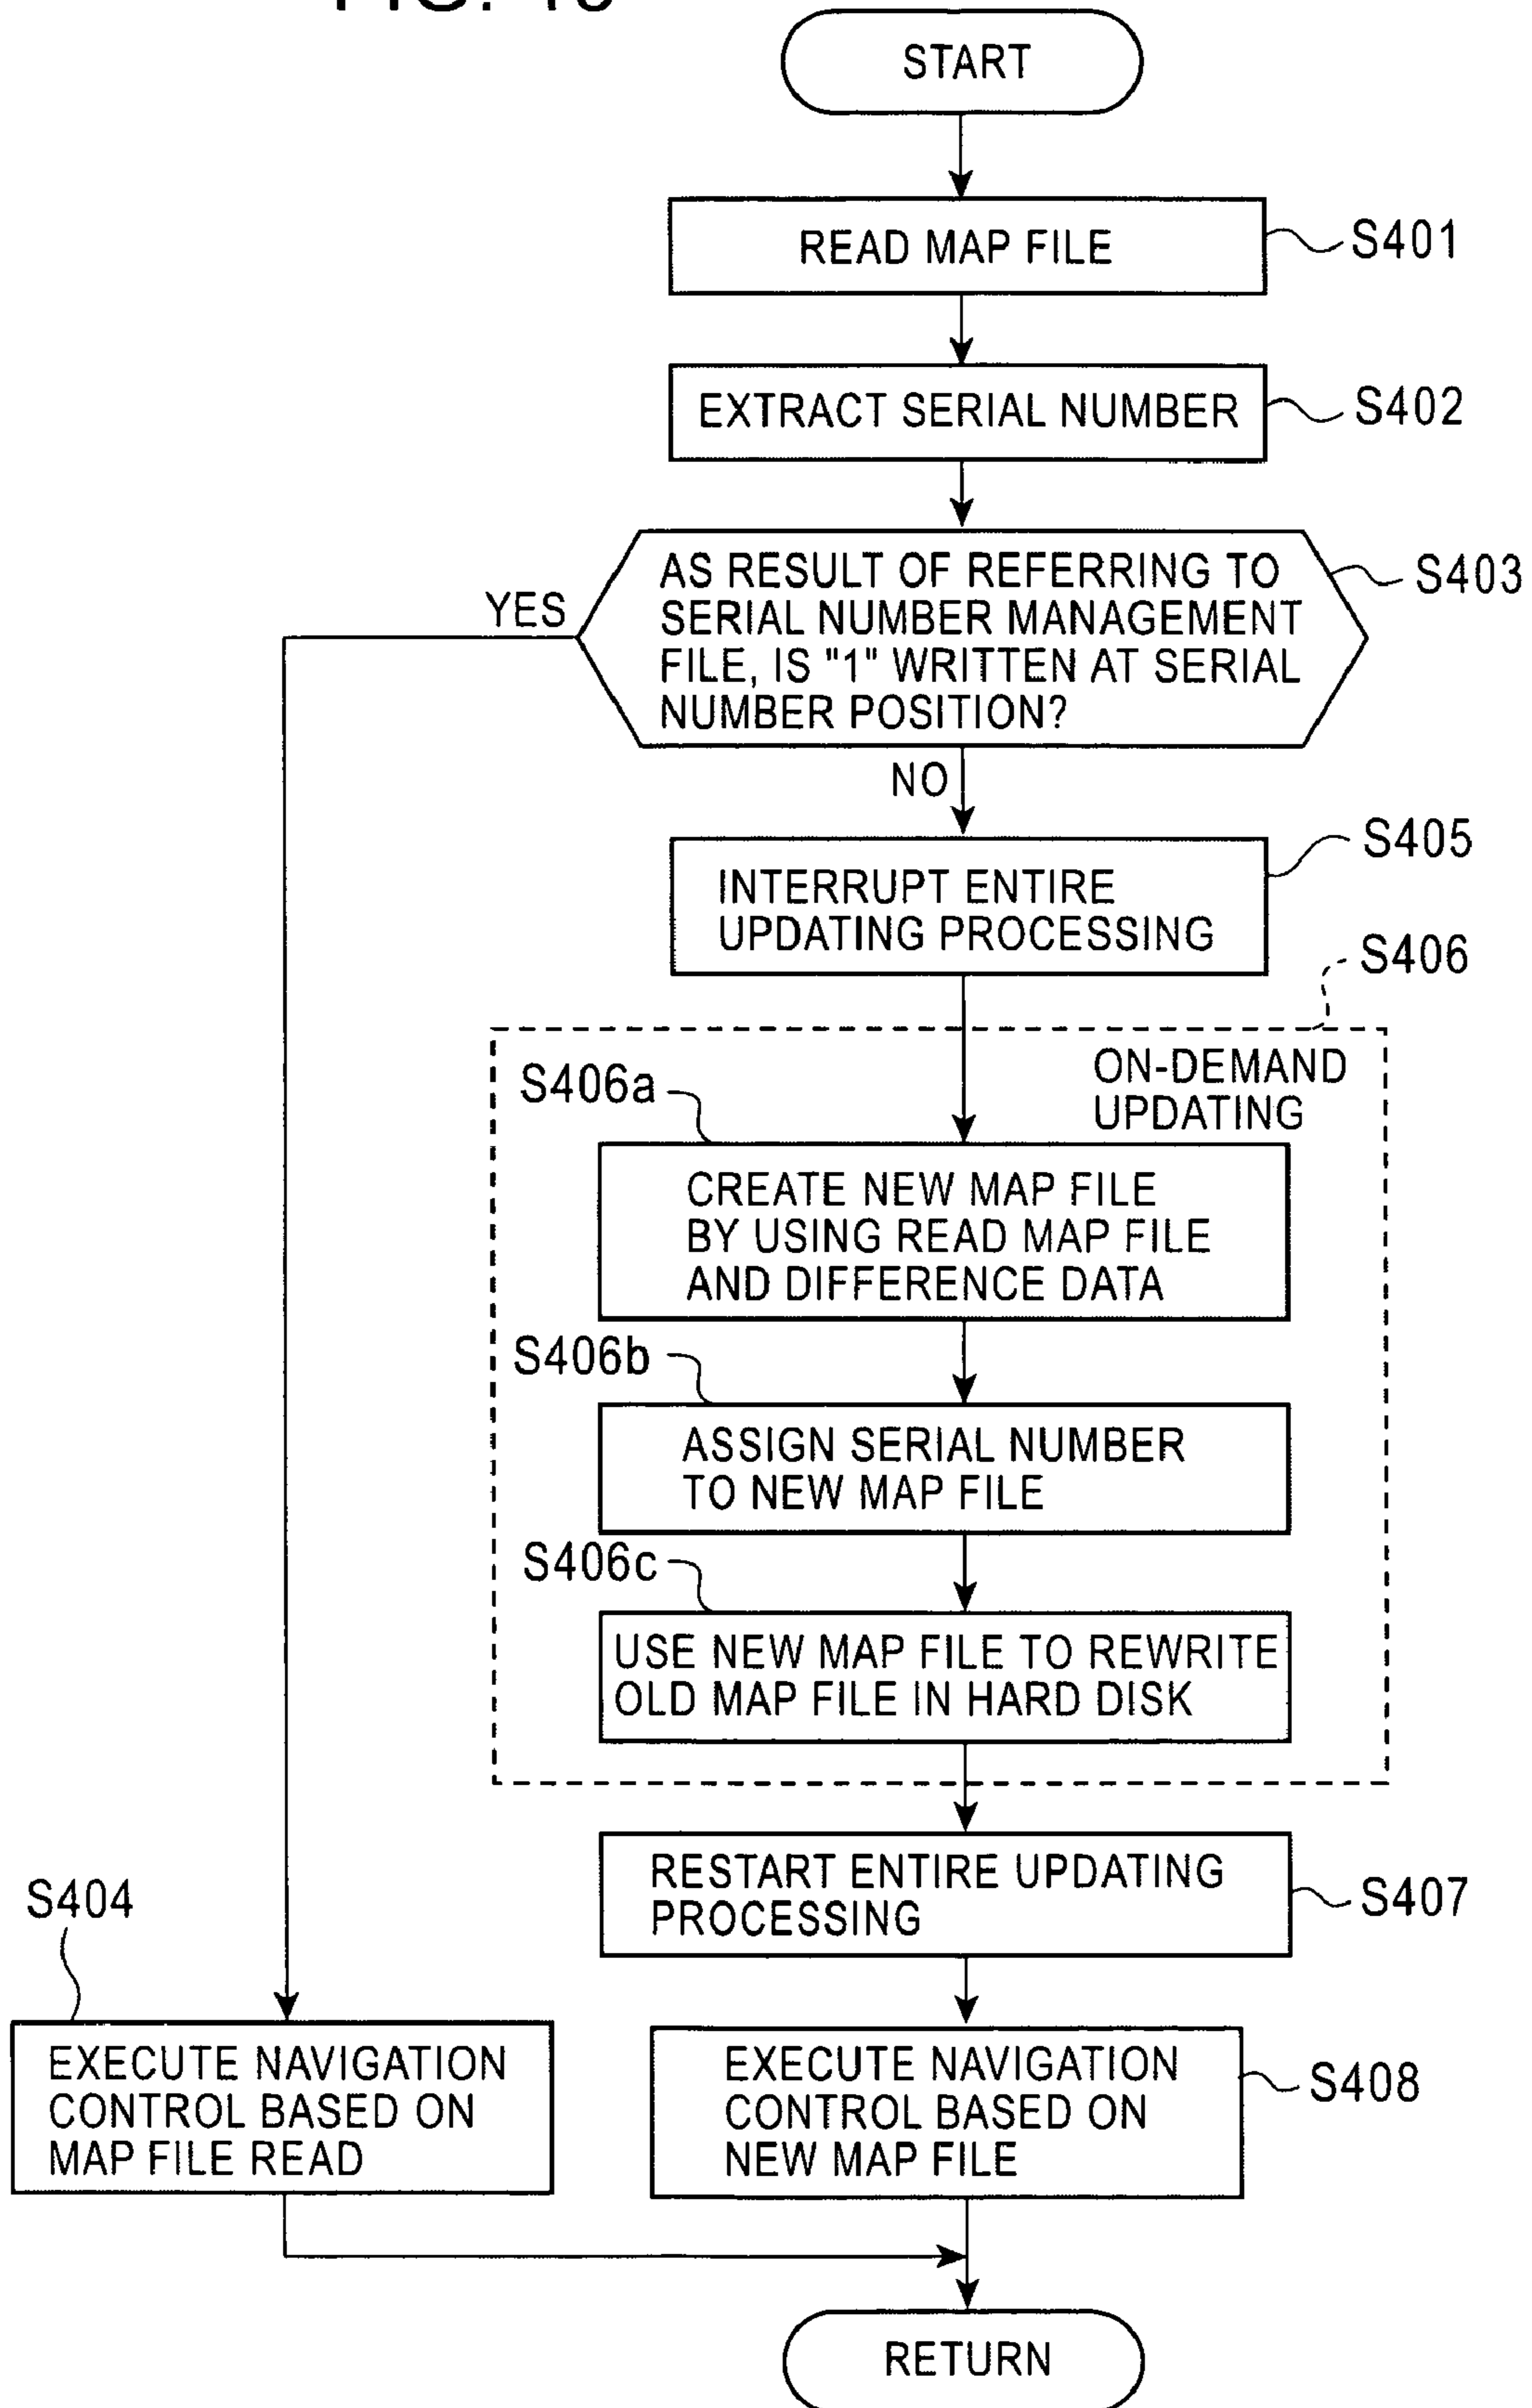 START
READ MAP FILE
S401
EXTRACT SERIAL NUMBER
S402
AS RESULT OF REFERRING TO
SERIAL NUMBER MANAGEMENT
FILE, IS "1" WRITTEN AT SERIAL
NUMBER POSITION?
S403
YES
NO
S405
INTERRUPT ENTIRE
UPDATING PROCESSING
S406
ON-DEMAND
UPDATING
S406a
CREATE NEW MAP FILE
BY USING READ MAP FILE
AND DIFFERENCE DATA
S406b
ASSIGN SERIAL NUMBER
TO NEW MAP FILE
S406c
USE NEW MAP FILE TO REWRITE
OLD MAP FILE IN HARD DISK
RESTART ENTIRE UPDATING
PROCESSING
S407
S404
EXECUTE NAVIGATION
CONTROL BASED ON
MAP FILE READ
EXECUTE NAVIGATION
CONTROL BASED ON
NEW MAP FILE
S408
RETURN